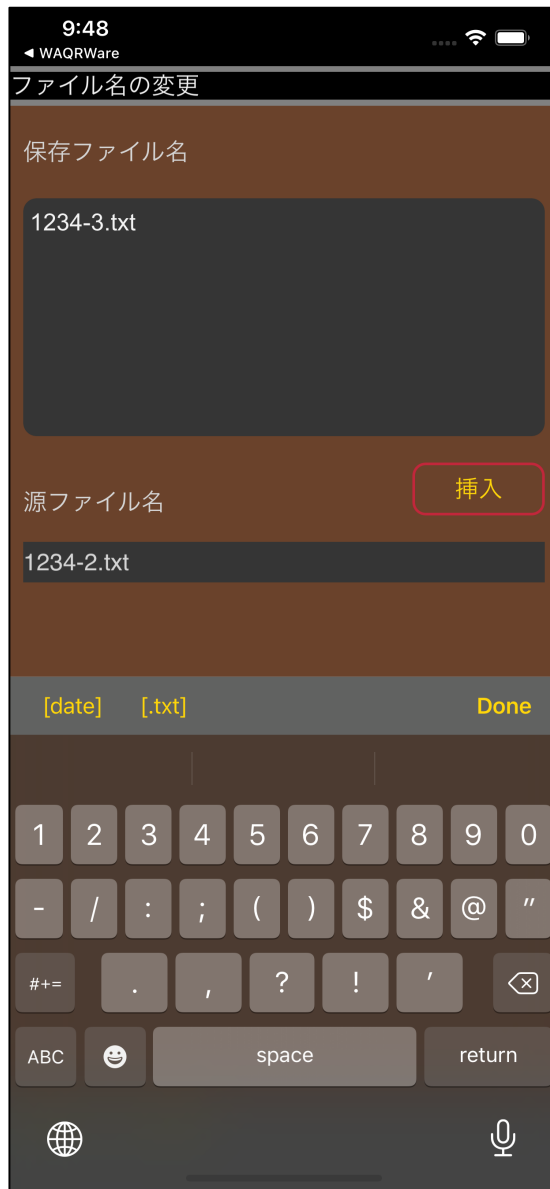 9:48
◀ WAQRWare
ファイル名の変更
保存ファイル名
1234-3.txt
挿入
源ファイル名
1234-2.txt
[date] [.txt] Done
1 2 3 4 5 6 7 8 9 0
- / : ; ( ) $ & @ "
#+= . , ? ! '
ABC space return